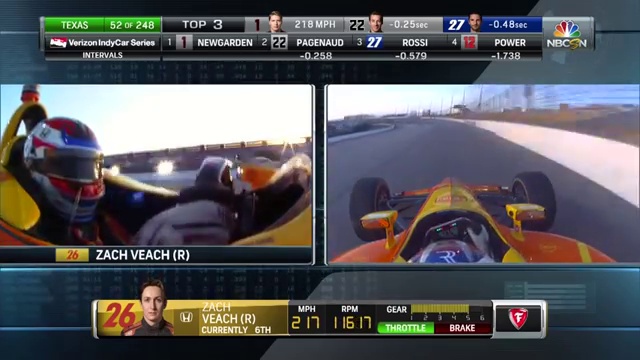 TEXAS 52 OF 248 TOP 3 1 218 MPH 22 -0.25sec 27 -0.48sec NBCSN
Verizon IndyCar Series 1 1 NEWGARDEN 2 22 PAGENAUD 3 27 ROSSI 4 12 POWER
INTERVALS -0.258 -0.579 -1.738
26 ZACH VEACH (R)
26 ZACH VEACH (R) CURRENTLY 6TH
MPH RPM GEAR
217 11617 1 2 3 4 5 6
THROTTLE BRAKE